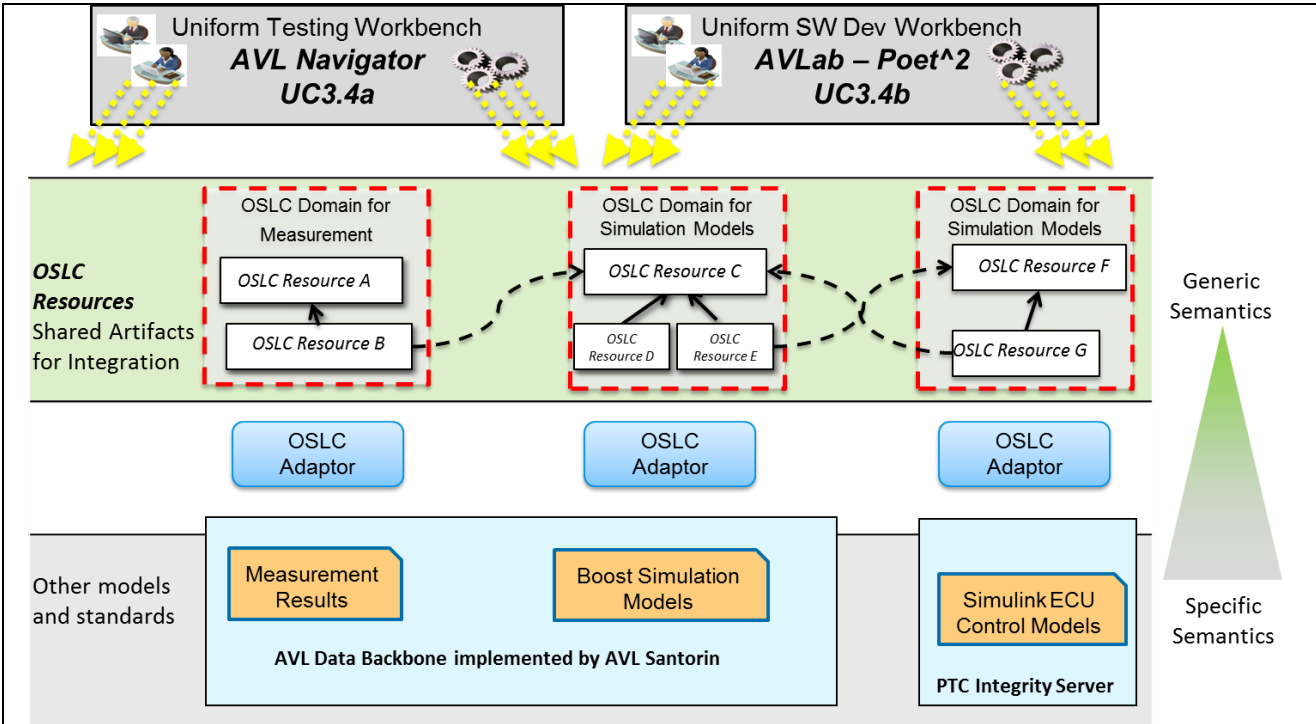 Uniform Testing Workbench
AVL Navigator
UC3.4a
Uniform SW Dev Workbench
AVLab – Poet^2
UC3.4b
OSLC
Resources
Shared Artifacts
for Integration
OSLC Domain for
Measurement
OSLC Resource A
OSLC Resource B
OSLC Domain for
Simulation Models
OSLC Resource C
OSLC
Resource D
OSLC
Resource E
OSLC Domain for
Simulation Models
OSLC Resource F
OSLC Resource G
Generic
Semantics
OSLC
Adaptor
OSLC
Adaptor
OSLC
Adaptor
Other models
and standards
Measurement
Results
Boost Simulation
Models
AVL Data Backbone implemented by AVL Santorin
Simulink ECU
Control Models
PTC Integrity Server
Specific
Semantics